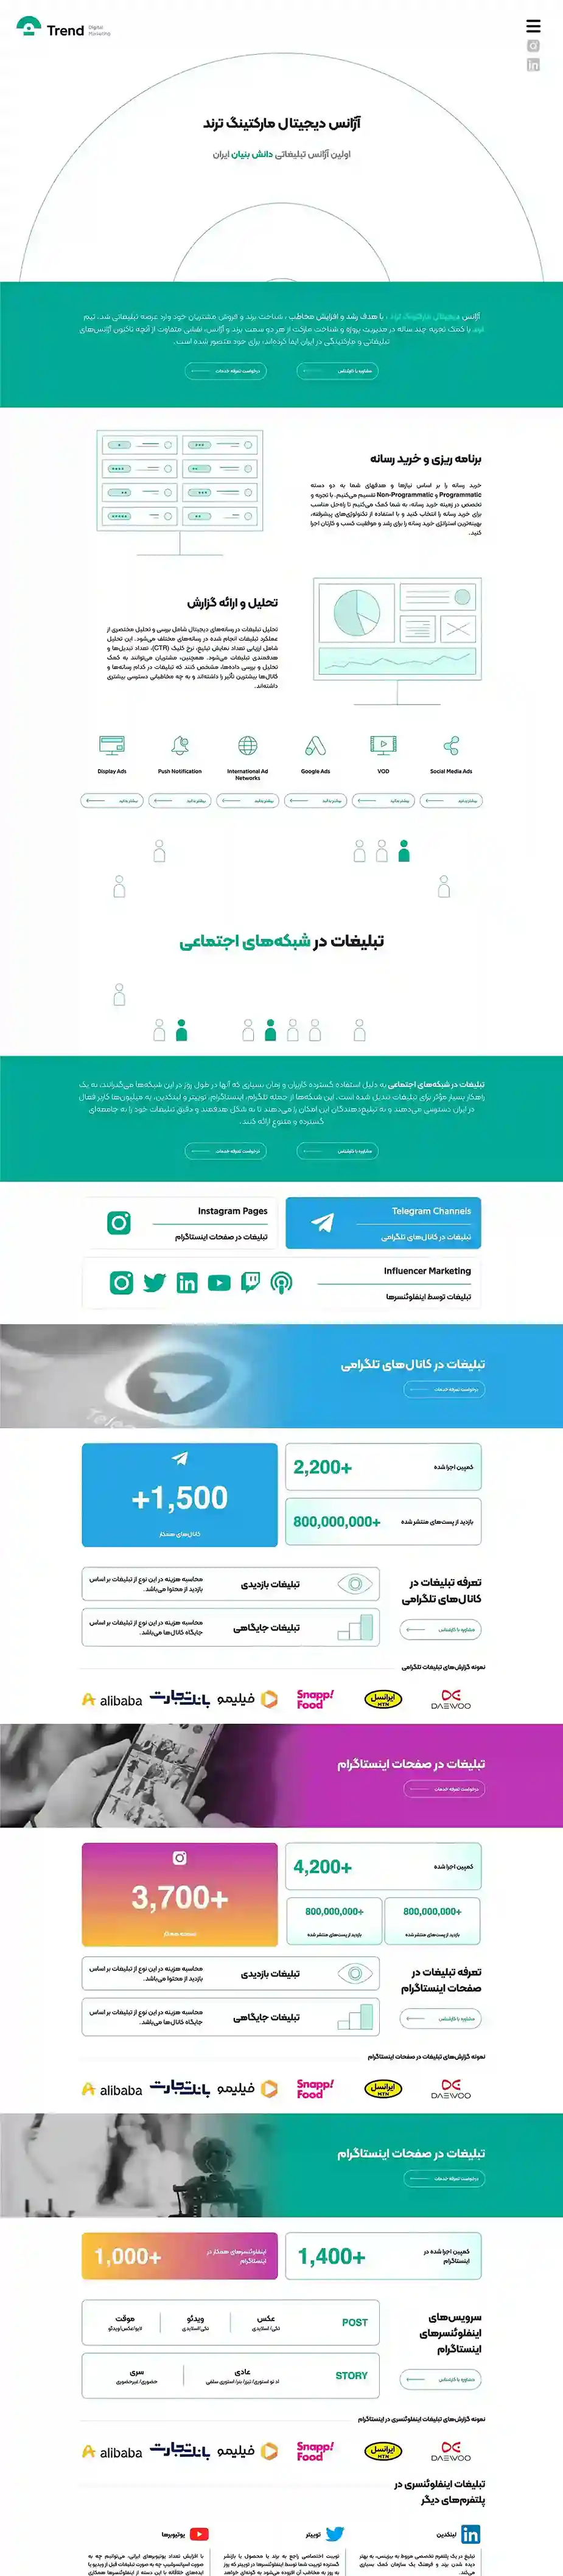 Trend Digital Marketing
آژانس دیجیتال مارکتینگ ترند
اولین آژانس تبلیغاتی دانش بنیان ایران
آژانس دیجیتال مارکتینگ ترند ، با هدف رشد و افزایش مخاطب ، شناخت برند و فروش مشتریان خود وارد عرصه تبلیغاتی شد. تیم
ترند با کمک تجربه چند ساله در مدیریت پروژه و شناخت مارکت از هر دو سمت برند و آژانس، نقشی متفاوت از آنچه تاکنون آژانس‌های
تبلیغاتی و مارکتینگی در ایران ایفا کرده‌اند، برای خود متصور شده است.
مشاوره با کارشناس
درخواست تعرفه خدمات
برنامه ریزی و خرید رسانه
خرید رسانه را بر اساس نیازها و هدفهای شما به دو دسته
Programmatic و Non-Programmatic تقسیم می‌کنیم. با تجربه و
تخصص در زمینه خرید رسانه، به شما کمک می‌کنیم تا راه‌حل مناسب
برای خرید رسانه را انتخاب کنید و با استفاده از تکنولوژی‌های پیشرفته،
بهینه‌ترین استراتژی خرید رسانه را برای رشد و موفقیت کسب و کارتان اجرا
کنید.
تحلیل و ارائه گزارش
تحلیل تبلیغات در رسانه‌های دیجیتال شامل بررسی و تحلیل مختصری از
عملکرد تبلیغات انجام شده در رسانه‌های مختلف می‌شود. این تحلیل
شامل ارزیابی تعداد نمایش تبلیغ، نرخ کلیک (CTR)، تعداد تبدیل‌ها و
هدفمندی تبلیغات می‌شود. همچنین، مشتریان می‌توانند به کمک
تحلیل و بررسی داده‌ها، مشخص کنند که تبلیغات در کدام رسانه‌ها و
کانال‌ها بیشترین تأثیر را داشته‌اند و به چه مخاطبانی دسترسی بیشتری
داشته‌اند.
Display Ads
Push Notification
International Ad Networks
Google Ads
VOD
Social Media Ads
بیشتر بدانید
بیشتر بدانید
بیشتر بدانید
بیشتر بدانید
بیشتر بدانید
بیشتر بدانید
تبلیغات در شبکه‌های اجتماعی
تبلیغات در شبکه‌های اجتماعی به دلیل استفاده گسترده کاربران و زمان بسیاری که آنها در طول روز در این شبکه‌ها می‌گذرانند، به یک
راهکار بسیار مؤثر برای تبلیغات تبدیل شده است. این شبکه‌ها از جمله تلگرام، اینستاگرام، توییتر و لینکدین، به میلیون‌ها کاربر فعال
در ایران دسترسی می‌دهند و به تبلیغ‌دهندگان این امکان را می‌دهند تا به شکل هدفمند و دقیق تبلیغات خود را به جامعه‌ای
گسترده و متنوع ارائه کنند.
مشاوره با کارشناس
درخواست تعرفه خدمات
Telegram Channels
تبلیغات در کانال‌های تلگرامی
Instagram Pages
تبلیغات در صفحات اینستاگرام
Influencer Marketing
تبلیغات توسط اینفلوئنسرها
تبلیغات در کانال‌های تلگرامی
درخواست تعرفه خدمات
کمپین اجرا شده
2,200+
بازدید از پست‌های منتشر شده
800,000,000+
+1,500
کانال‌های همکار
تعرفه تبلیغات در
کانال‌های تلگرامی
مشاوره با کارشناس
تبلیغات بازدیدی
محاسبه هزینه در این نوع از تبلیغات بر اساس
بازدید از محتوا می‌باشد.
تبلیغات جایگاهی
محاسبه هزینه در این نوع از تبلیغات بر اساس
جایگاه کانال‌ها می‌باشد.
نمونه گزارش‌های تبلیغات تلگرامی
alibaba
بانک تجارت
فیلیمو
Snapp! Food
ایرانسل MTN
DAEWOO
تبلیغات در صفحات اینستاگرام
درخواست تعرفه خدمات
کمپین اجرا شده
4,200+
3,700+
800,000,000+
بازدید از پست‌های منتشر شده
800,000,000+
بازدید از پست‌های منتشر شده
تعرفه تبلیغات در
صفحات اینستاگرام
مشاوره با کارشناس
تبلیغات بازدیدی
محاسبه هزینه در این نوع از تبلیغات بر اساس
بازدید از محتوا می‌باشد.
تبلیغات جایگاهی
محاسبه هزینه در این نوع از تبلیغات بر اساس
جایگاه کانال‌ها می‌باشد.
نمونه گزارش‌های تبلیغات در صفحات اینستاگرام
alibaba
بانک تجارت
فیلیمو
Snapp! Food
ایرانسل MTN
DAEWOO
تبلیغات در صفحات اینستاگرام
درخواست تعرفه خدمات
کمپین اجرا شده در
اینستاگرام
1,400+
اینفلوئنسرهای همکار در
اینستاگرام
1,000+
سرویس‌های
اینفلوئنسرهای
اینستاگرام
مشاوره با کارشناس
POST
عکس
تکی/اسلایدی
ویدئو
تکی/اسلایدی
موقت
لایو/عکس/ویدئو
STORY
عادی
سری
حضوری/غیرحضوری
نمونه گزارش‌های تبلیغات اینفلوئنسری در اینستاگرام
alibaba
بانک تجارت
فیلیمو
Snapp! Food
ایرانسل MTN
DAEWOO
تبلیغات اینفلوئنسری در
پلتفرم‌های دیگر
لینکدین
توییتر
یوتیوبرها